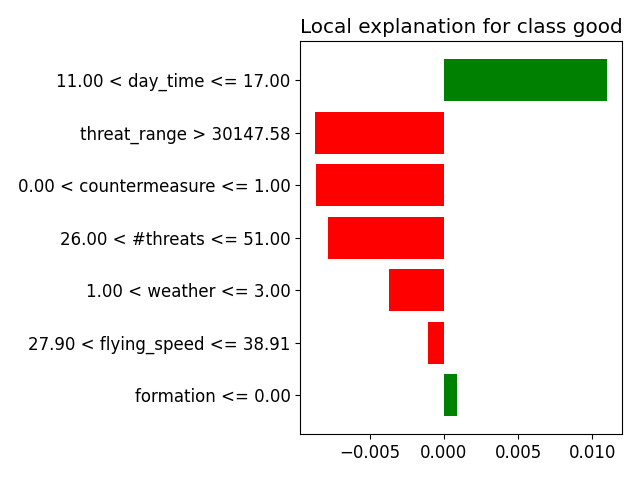 Local explanation for class good
11.00 < day_time <= 17.00
threat_range > 30147.58
0.00 < countermeasure <= 1.00
26.00 < #threats <= 51.00
1.00 < weather <= 3.00
27.90 < flying_speed <= 38.91
formation <= 0.00
−0.005 0.000 0.005 0.010